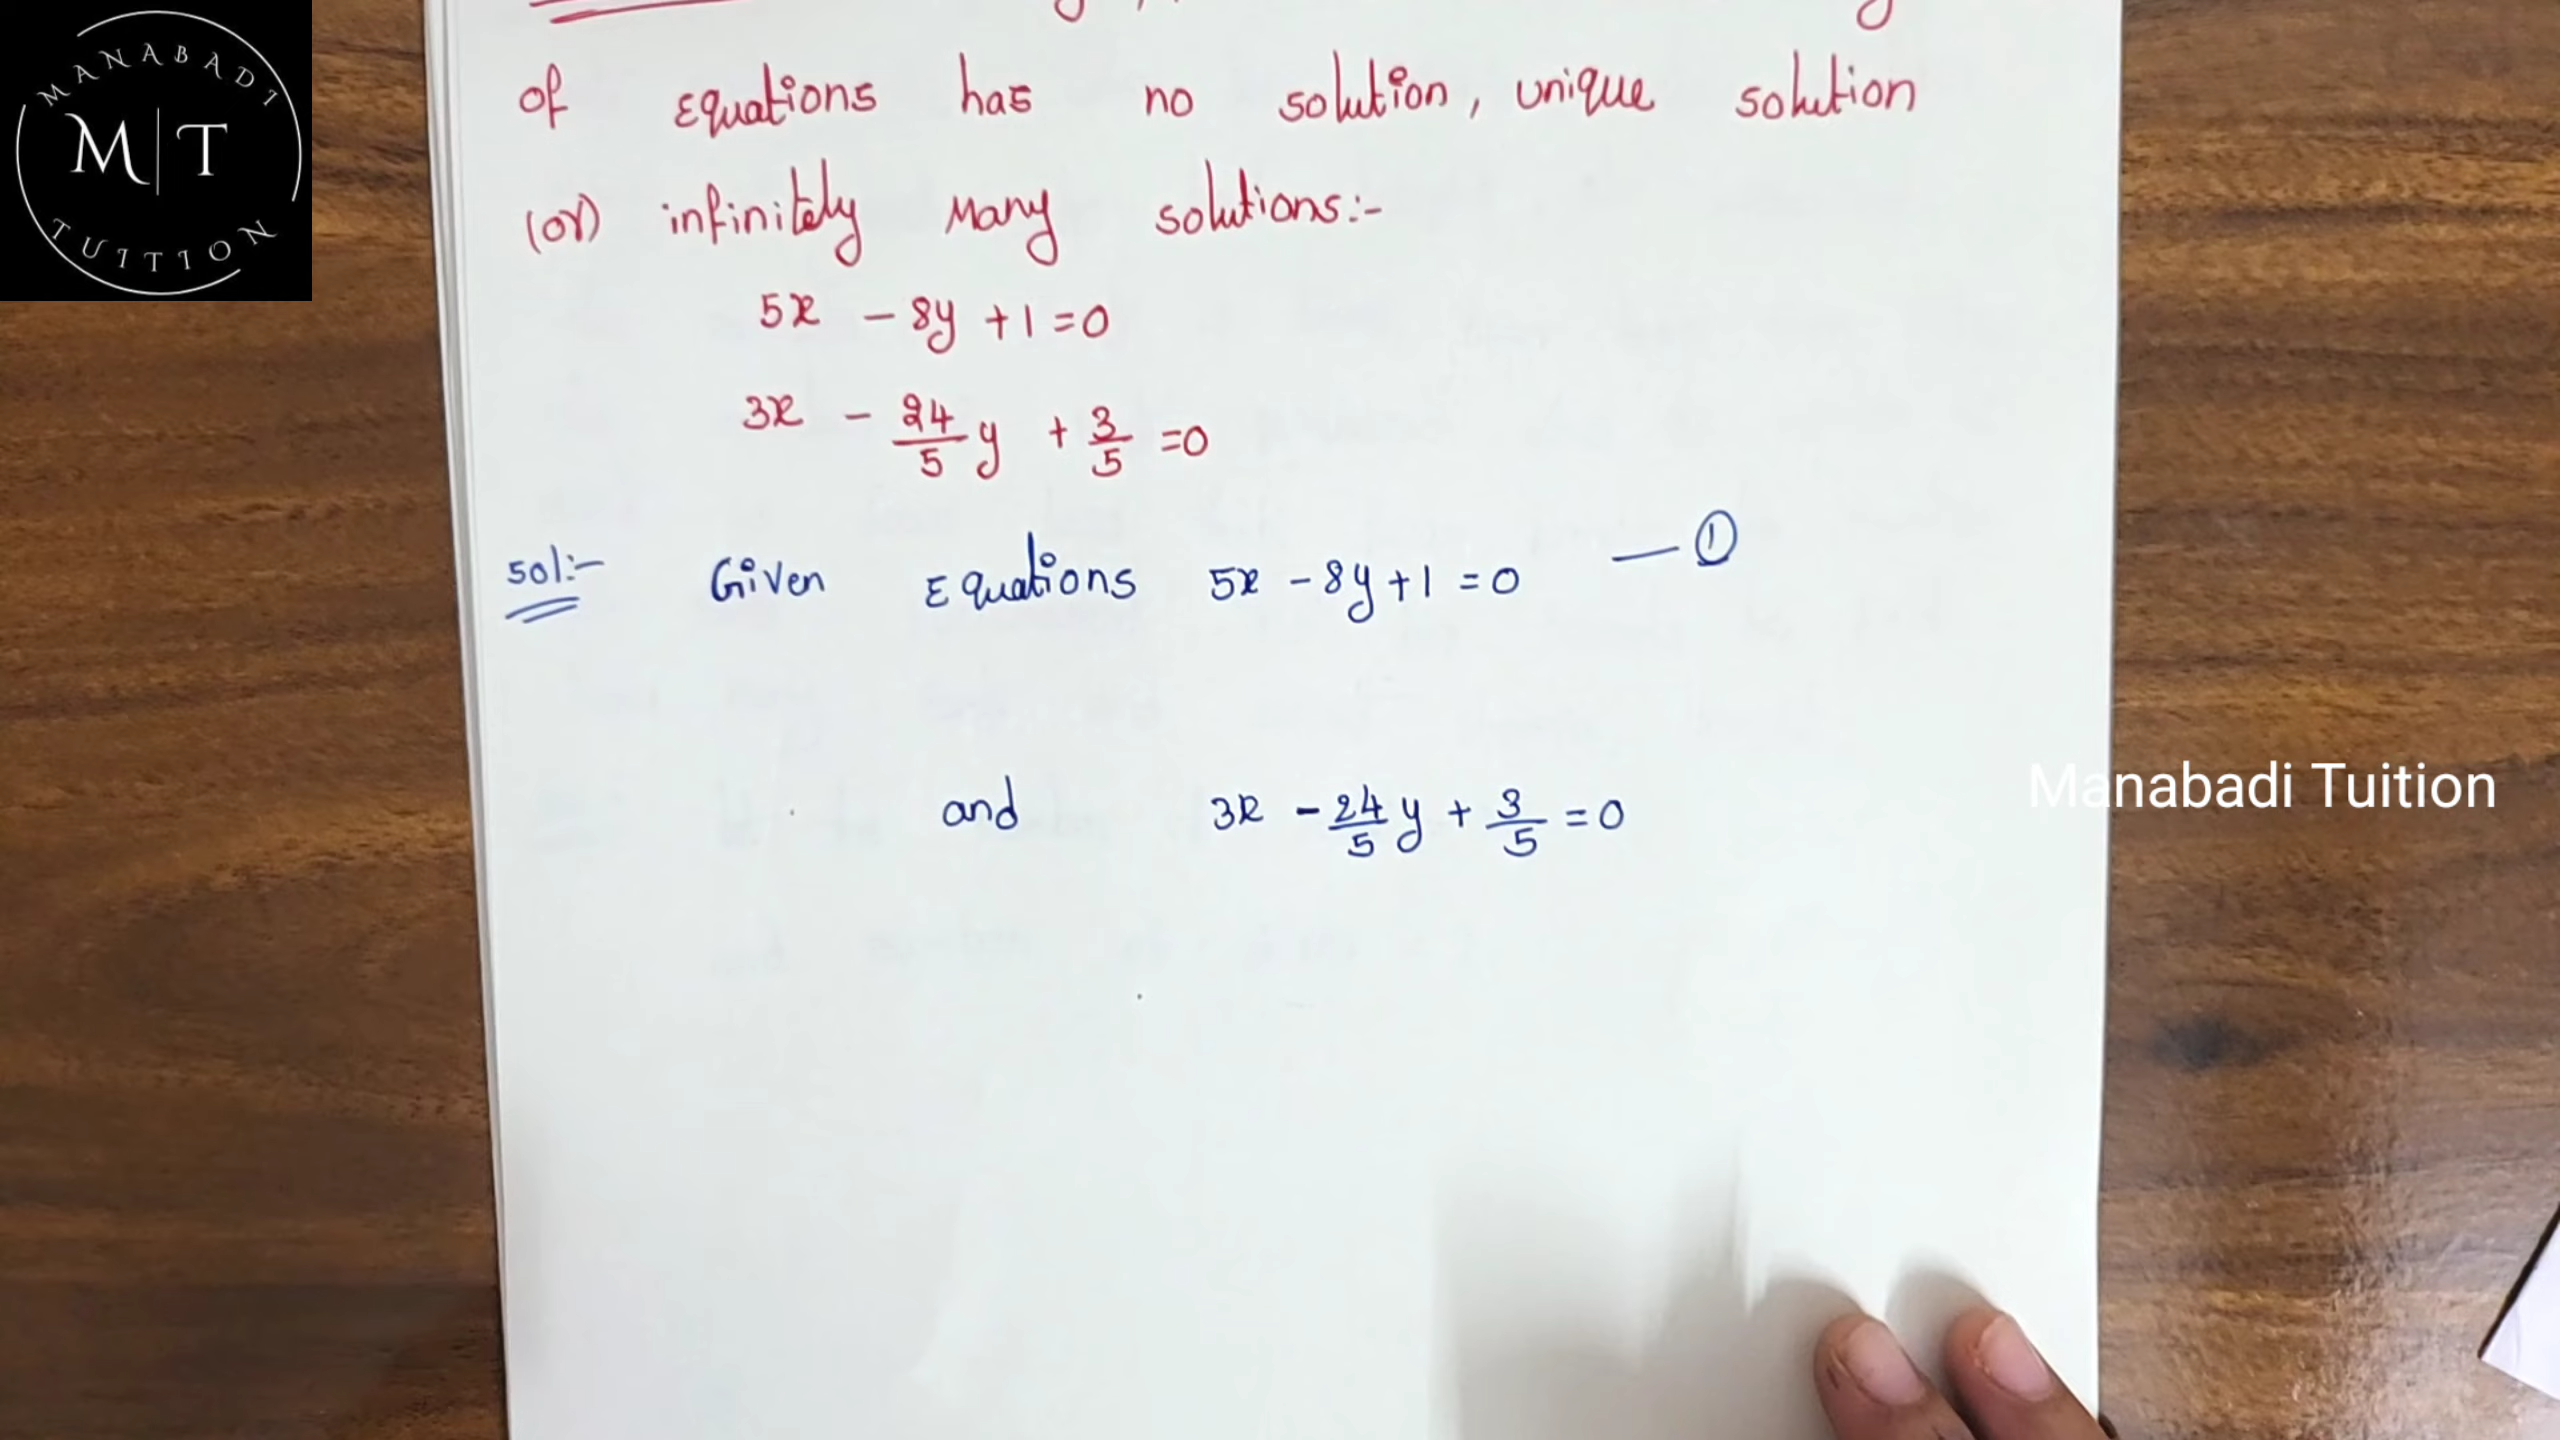 MANABADI
M|T
TUITION
of Equations has no solution, unique solution
(or) infinitely many solutions:-
5x - 8y + 1 = 0
3x - 24/5 y + 3/5 = 0
Sol:- Given Equations 5x - 8y + 1 = 0 — ①
and 3x - 24/5 y + 3/5 = 0
Manabadi Tuition